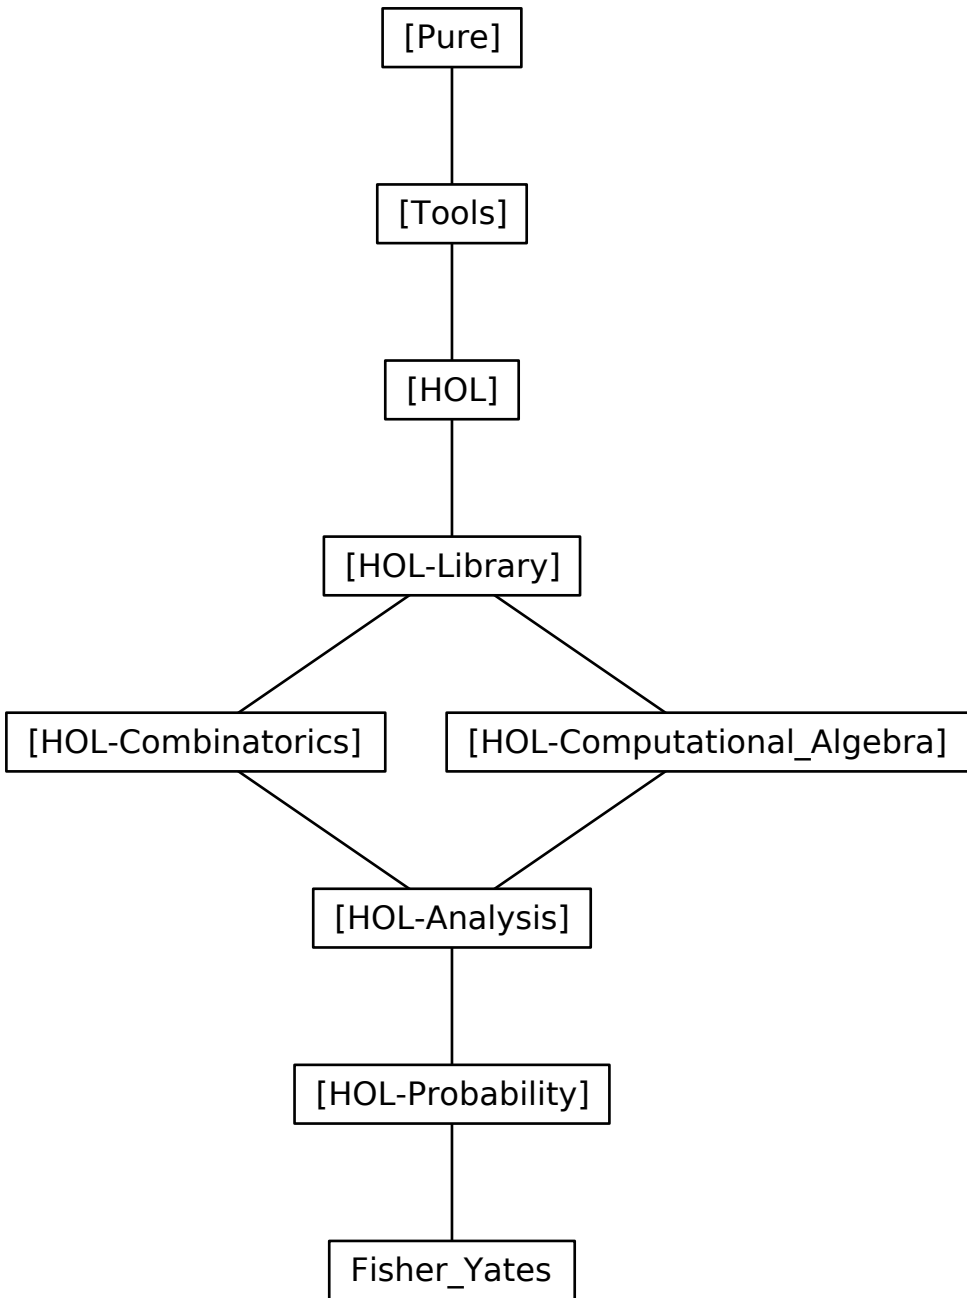 [Pure]
[Tools]
[HOL]
[HOL-Library]
[HOL-Combinatorics]
[HOL-Computational_Algebra]
[HOL-Analysis]
[HOL-Probability]
Fisher_Yates